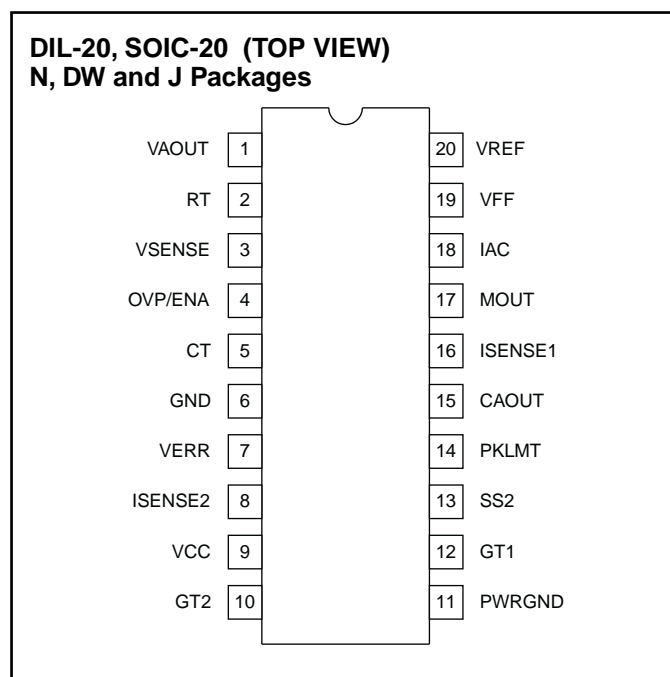 DIL-20, SOIC-20 (TOP VIEW)
N, DW and J Packages
VAOUT 1 20 VREF
RT 2 19 VFF
VSENSE 3 18 IAC
OVP/ENA 4 17 MOUT
CT 5 16 ISENSE1
GND 6 15 CAOUT
VERR 7 14 PKLMT
ISENSE2 8 13 SS2
VCC 9 12 GT1
GT2 10 11 PWRGND